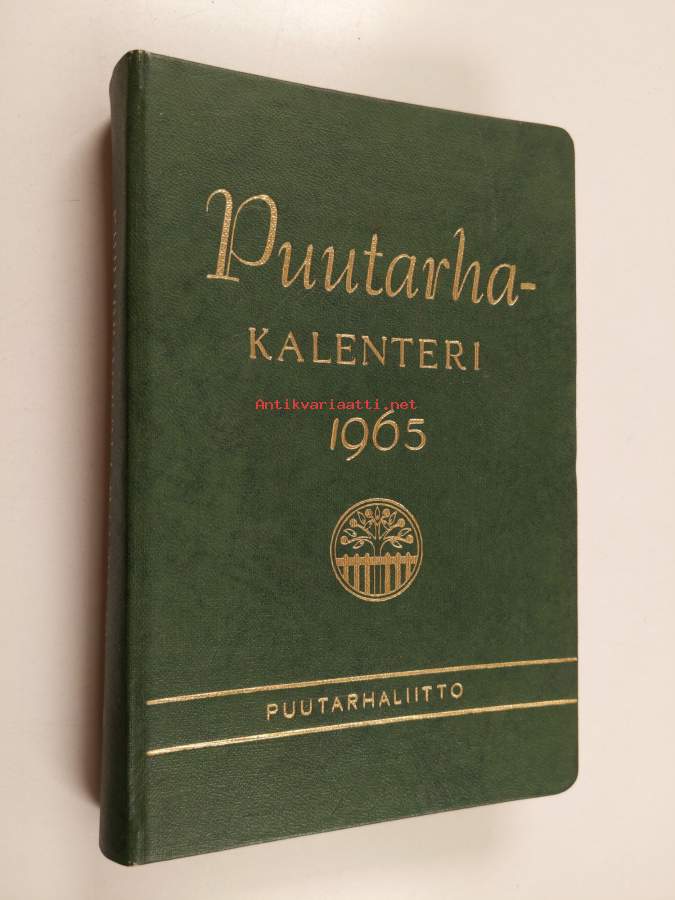 Puutarha-
KALENTERI
Antikvariaatti.net
1965
PUUTARHALIITTO